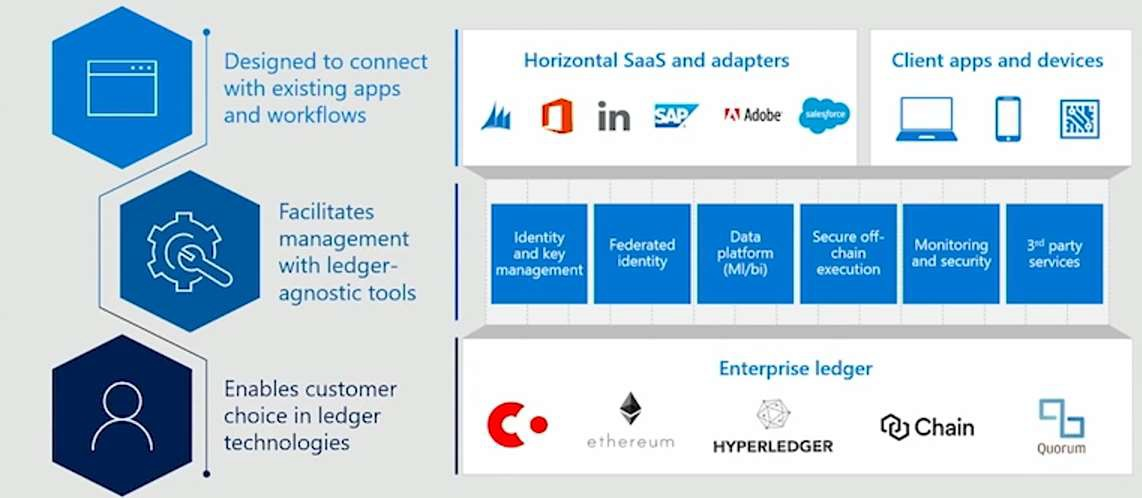 Designed to connect
with existing apps
and workflows
Horizontal SaaS and adapters
in
SAP
Adobe
salesforce
Client apps and devices
Facilitates
management
with ledger-
agnostic tools
Identity
and key
management
Federated
identity
Data
platform
(MI/bi)
Secure off-
chain
execution
Monitoring
and security
3rd party
services
Enables customer
choice in ledger
technologies
Enterprise ledger
ethereum
HYPERLEDGER
Chain
Quorum